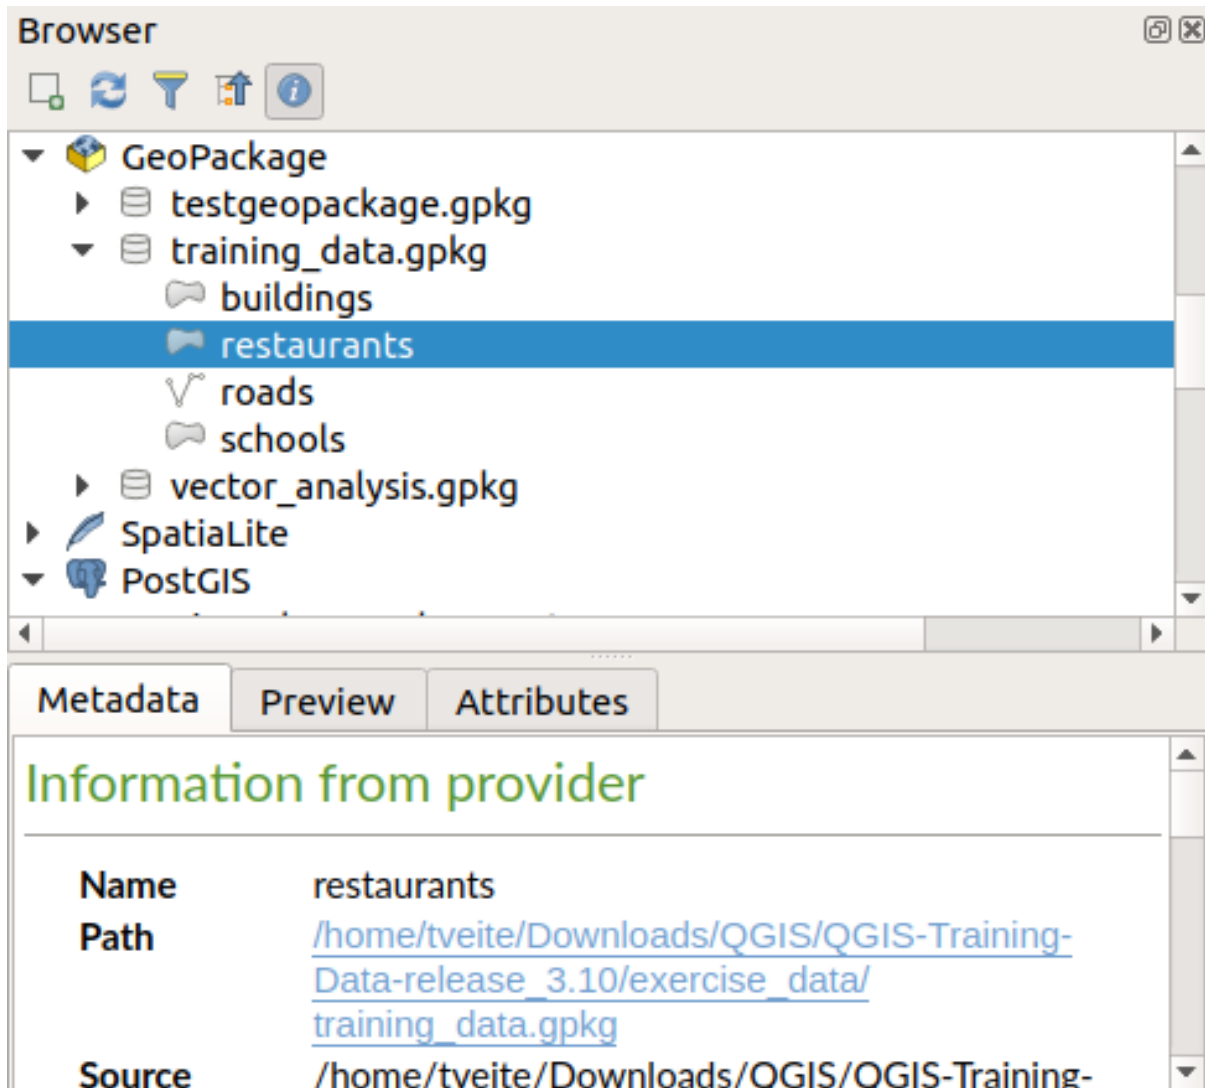 Browser
GeoPackage
testgeopackage.gpkg
training_data.gpkg
buildings
restaurants
roads
schools
vector_analysis.gpkg
SpatiaLite
PostGIS
Metadata Preview Attributes
Information from provider
Name restaurants
Path /home/tveite/Downloads/QGIS/QGIS-Training-
Data-release_3.10/exercise_data/
training_data.gpkg
Source /home/tveite/Downloads/QGIS/QGIS-Training-